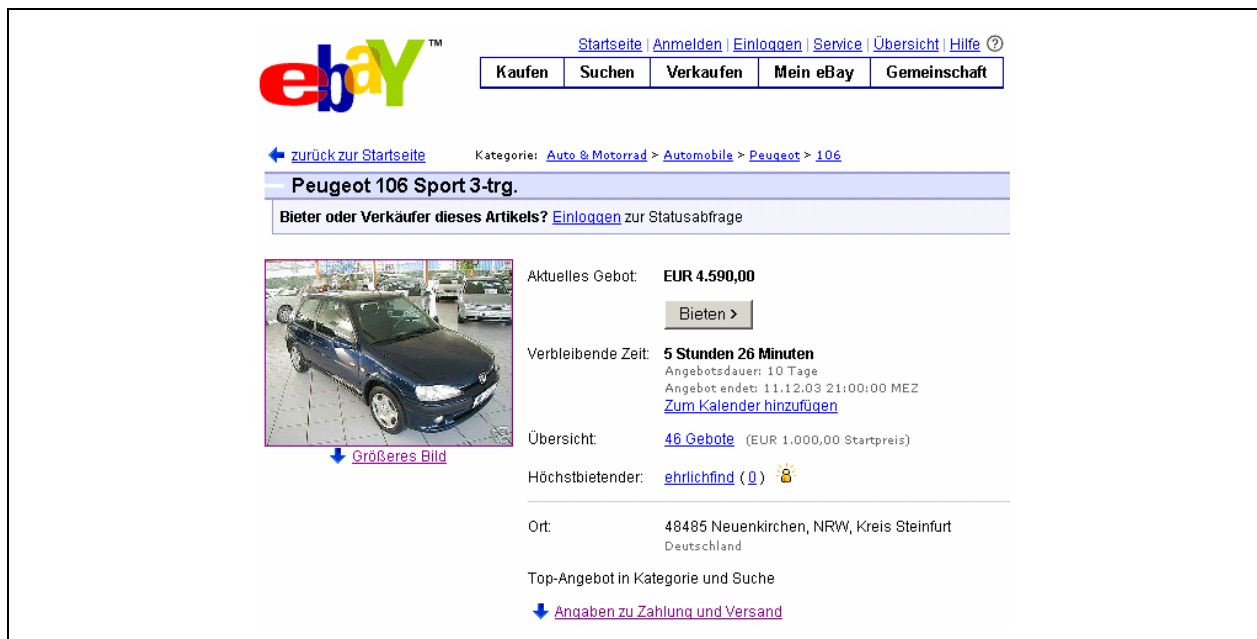 ebaY™
Startseite | Anmelden | Einloggen | Service | Übersicht | Hilfe ?
Kaufen Suchen Verkaufen Mein eBay Gemeinschaft
zurück zur Startseite Kategorie: Auto & Motorrad > Automobile > Peugeot > 106
Peugeot 106 Sport 3-trg.
Bieter oder Verkäufer dieses Artikels? Einloggen zur Statusabfrage
Aktuelles Gebot: EUR 4.590,00
Bieten >
Verbleibende Zeit: 5 Stunden 26 Minuten
Angebotsdauer: 10 Tage
Angebot endet: 11.12.03 21:00:00 MEZ
Zum Kalender hinzufügen
Übersicht: 46 Gebote (EUR 1.000,00 Startpreis)
Größeres Bild
Höchstbietender: ehrlichfind ( 0 )
Ort: 48485 Neuenkirchen, NRW, Kreis Steinfurt
Deutschland
Top-Angebot in Kategorie und Suche
Angaben zu Zahlung und Versand